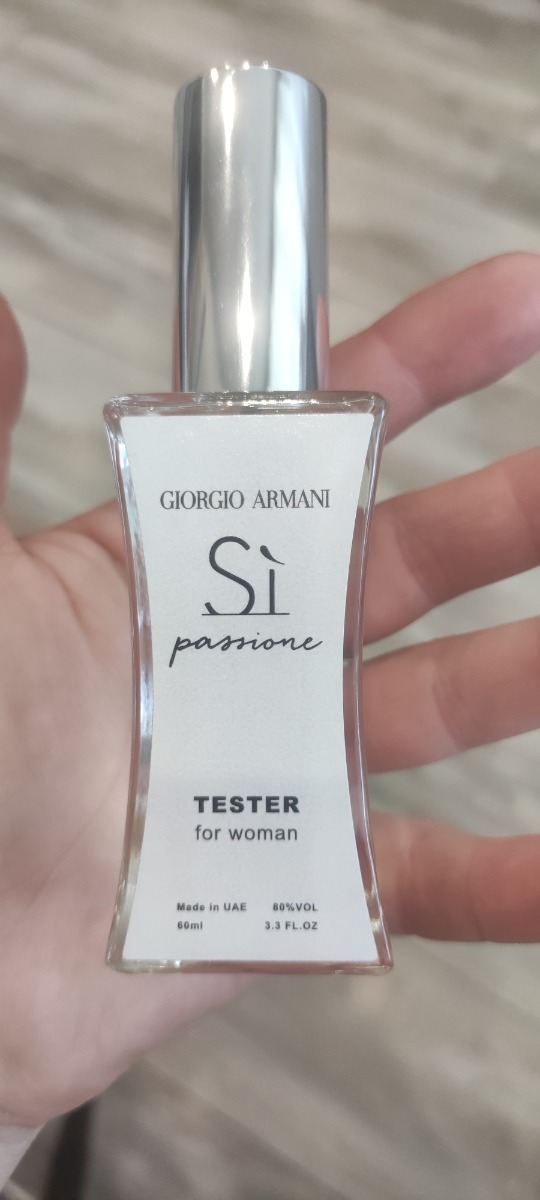 GIORGIO ARMANI
Sì
passione
TESTER
for woman
Made in UAE 80%VOL
60ml 3.3 FL.OZ